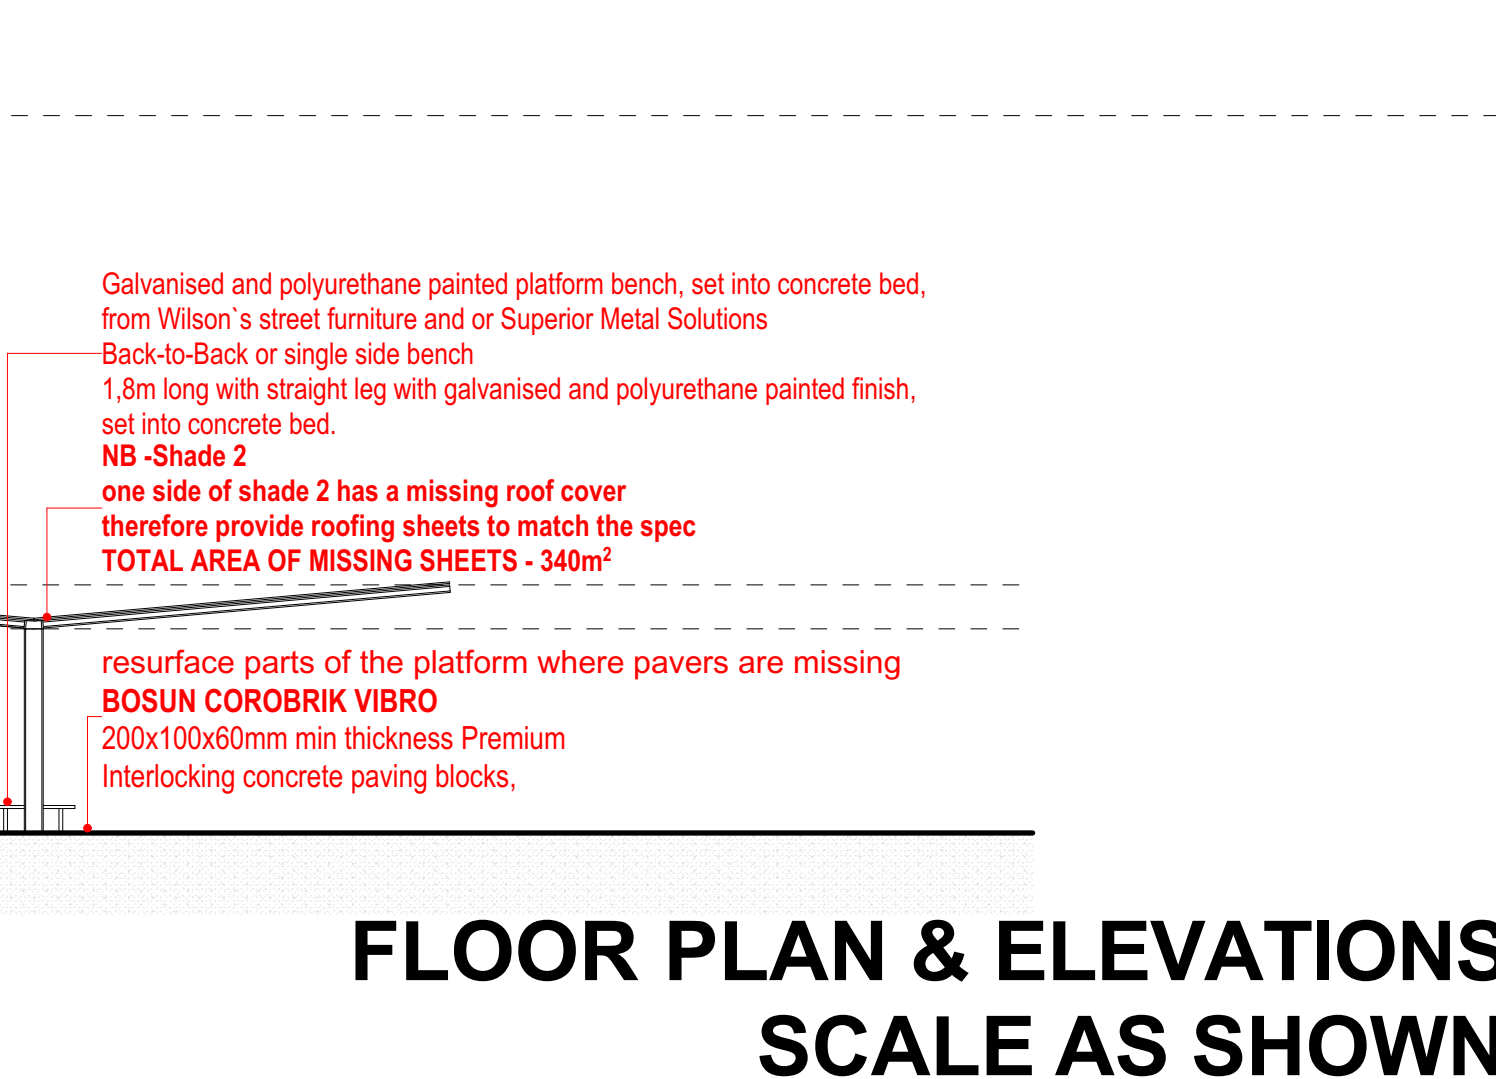 Galvanised and polyurethane painted platform bench, set into concrete bed,
from Wilson`s street furniture and or Superior Metal Solutions
Back-to-Back or single side bench
1,8m long with straight leg with galvanised and polyurethane painted finish,
set into concrete bed.
NB -Shade 2
one side of shade 2 has a missing roof cover
therefore provide roofing sheets to match the spec
TOTAL AREA OF MISSING SHEETS - 340m²
resurface parts of the platform where pavers are missing
BOSUN COROBRIK VIBRO
200x100x60mm min thickness Premium
Interlocking concrete paving blocks,
FLOOR PLAN & ELEVATIONS
SCALE AS SHOWN